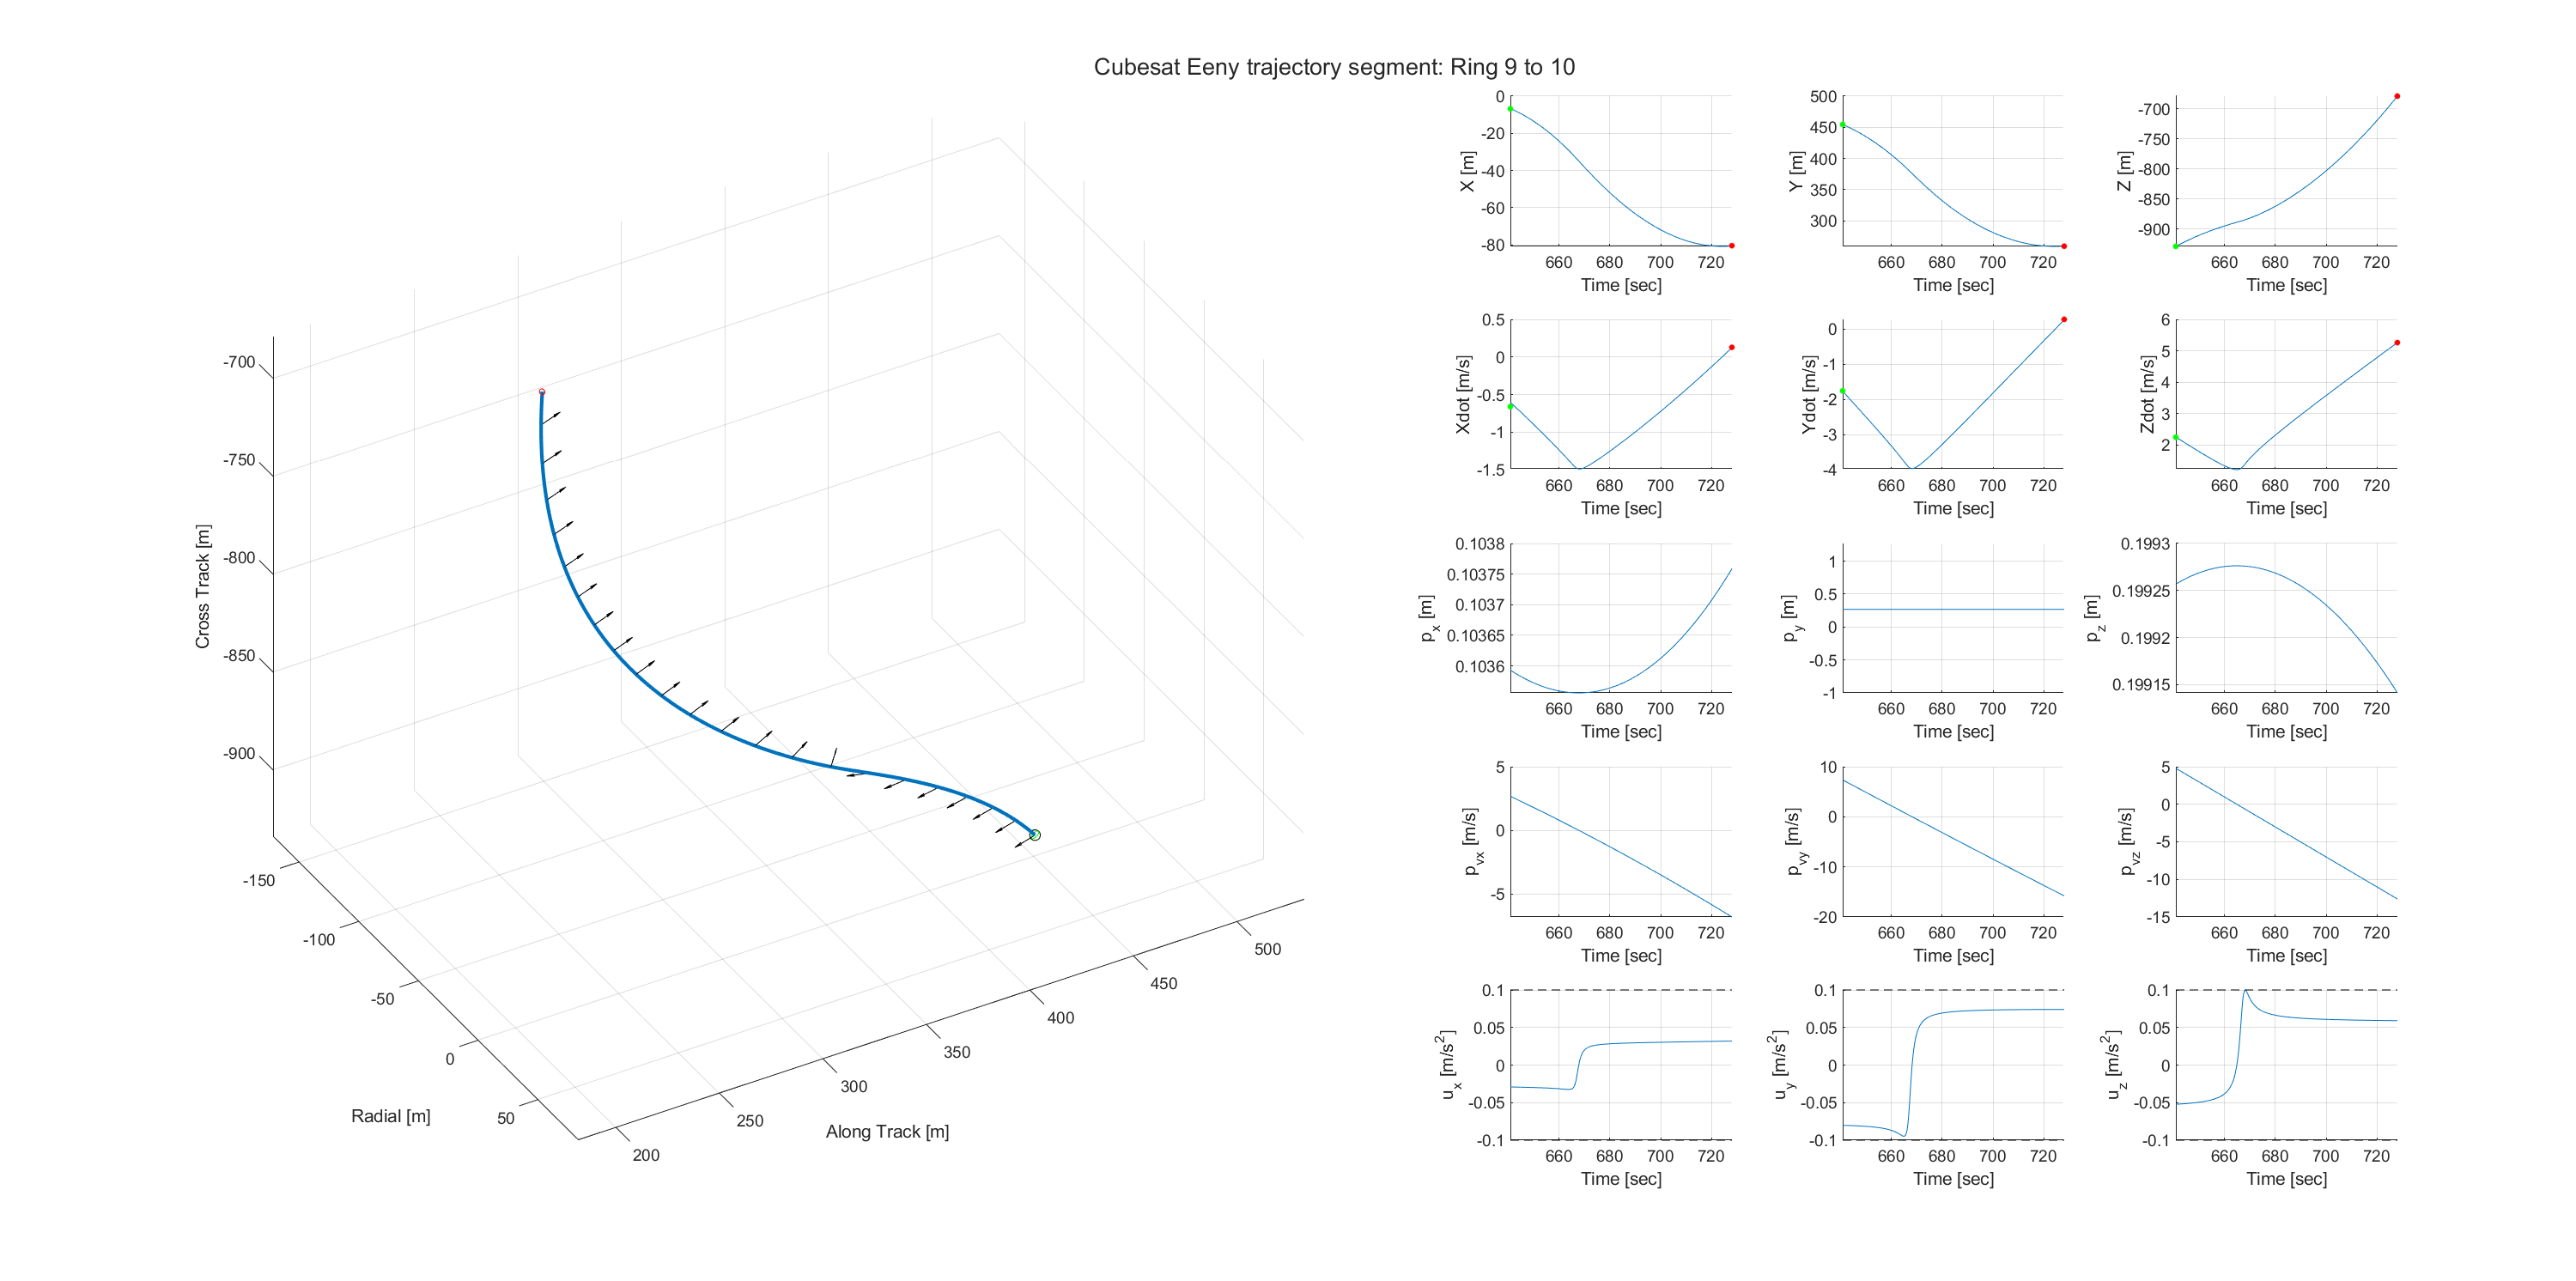 Cubesat Eeny trajectory segment: Ring 9 to 10
-700
-750
-800
-850
-900
Cross Track [m]
-150
-100
-50
0
50
Radial [m]
200
250
300
350
400
450
500
Along Track [m]
0
-20
-40
-60
-80
X [m]
660 680 700 720
Time [sec]
500
450
400
350
300
Y [m]
660 680 700 720
Time [sec]
-700
-750
-800
-850
-900
Z [m]
660 680 700 720
Time [sec]
0.5
0
-0.5
-1
-1.5
Xdot [m/s]
660 680 700 720
Time [sec]
0
-1
-2
-3
-4
Ydot [m/s]
660 680 700 720
Time [sec]
6
5
4
3
2
Zdot [m/s]
660 680 700 720
Time [sec]
0.1038
0.10375
0.1037
0.10365
0.1036
p_x [m]
660 680 700 720
Time [sec]
1
0.5
0
-0.5
-1
p_y [m]
660 680 700 720
Time [sec]
0.1993
0.19925
0.1992
0.19915
p_z [m]
660 680 700 720
Time [sec]
5
0
-5
p_vx [m/s]
660 680 700 720
Time [sec]
10
0
-10
-20
p_vy [m/s]
660 680 700 720
Time [sec]
5
0
-5
-10
-15
p_vz [m/s]
660 680 700 720
Time [sec]
0.1
0.05
0
-0.05
-0.1
u_x [m/s²]
660 680 700 720
Time [sec]
0.1
0.05
0
-0.05
-0.1
u_y [m/s²]
660 680 700 720
Time [sec]
0.1
0.05
0
-0.05
-0.1
u_z [m/s²]
660 680 700 720
Time [sec]